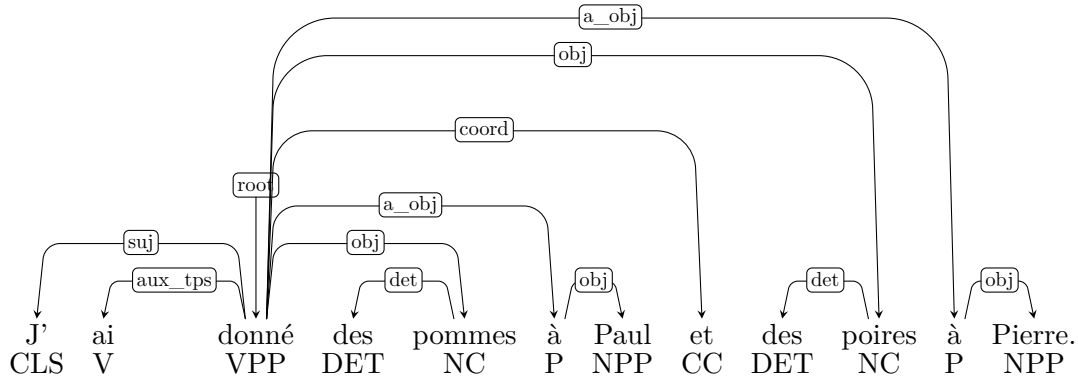 a_obj
obj
coord
root
a_obj
suj obj
aux_tps det obj det obj
J' ai donné des pommes à Paul et des poires à Pierre.
CLS V VPP DET NC P NPP CC DET NC P NPP